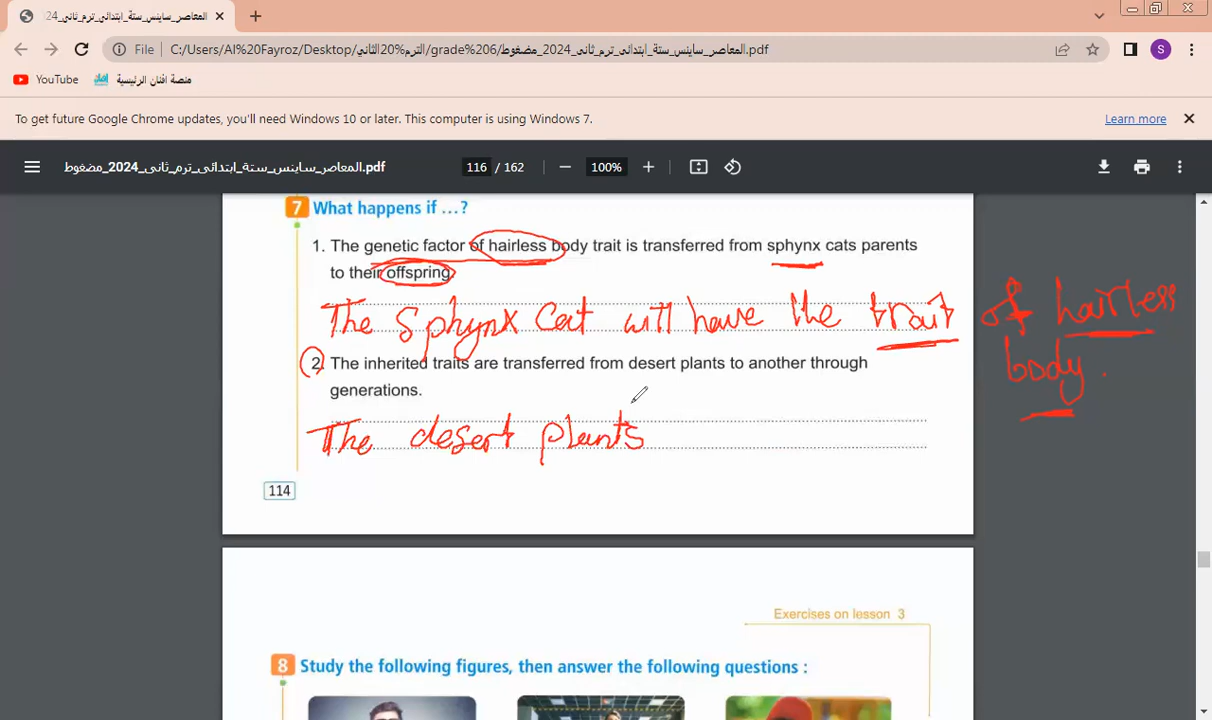 المعاصر_ساينس_ستة_ابتدائي_ترم_ثاني_24
File C:/Users/Al%20Fayroz/Desktop/الترم%20الثاني/grade%206/المعاصر_ساينس_ستة_ابتدائى_ترم_ثانى_2024_مضغوط.pdf
S
YouTube منصة افنان الرئيسية
To get future Google Chrome updates, you'll need Windows 10 or later. This computer is using Windows 7. Learn more
المعاصر_ساينس_ستة_ابتدائى_ترم_ثانى_2024_مضغوط.pdf 116 / 162 100%
7 What happens if ...?
1. The genetic factor of hairless body trait is transferred from sphynx cats parents
to their offspring
The Sphynx Cat will have the trait of hairless
body.
2. The inherited traits are transferred from desert plants to another through
generations.
The desert plants
114
Exercises on lesson 3
8 Study the following figures, then answer the following questions :